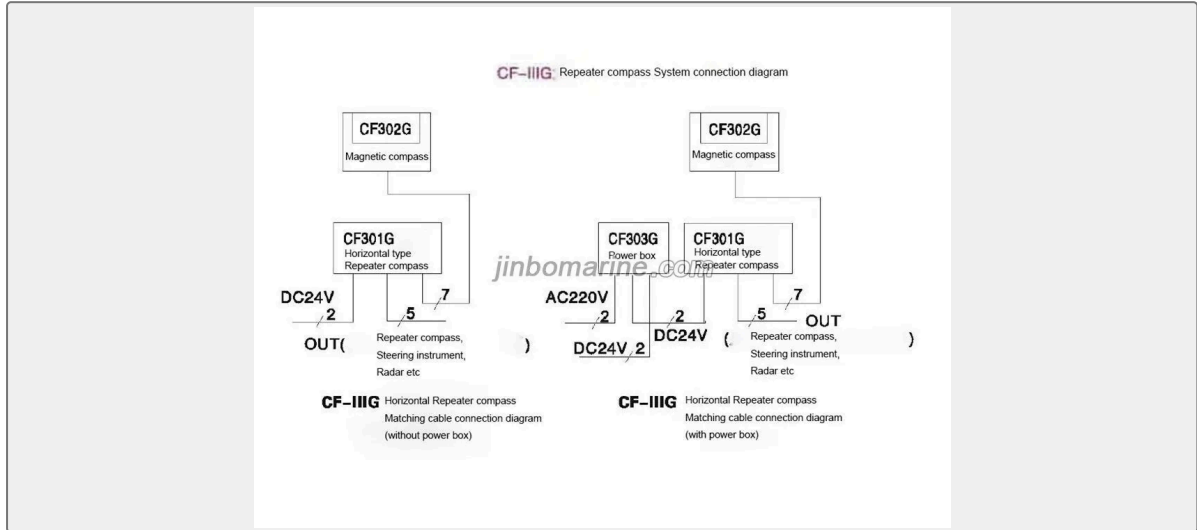 CF-IIIG: Repeater compass System connection diagram
CF302G
Magnetic compass
CF301G
Horizontal type
Repeater compass
DC24V
2
7
5
OUT(
Repeater compass,
Steering instrument,
Radar etc
)
CF-IIIG Horizontal Repeater compass
Matching cable connection diagram
(without power box)
CF302G
Magnetic compass
CF303G
Power box
CF301G
Horizontal type
Repeater compass
jinbomarine.com
AC220V
2
DC24V 2
2
DC24V
7
5
OUT
(
Repeater compass,
Steering instrument,
Radar etc
)
CF-IIIG Horizontal Repeater compass
Matching cable connection diagram
(with power box)